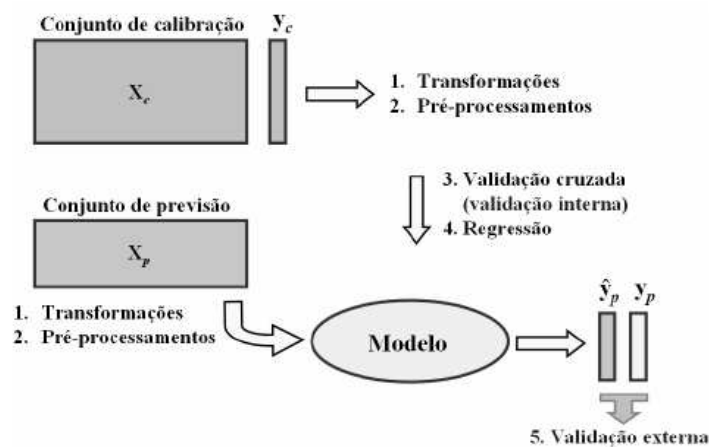 Conjunto de calibração
y_c
X_c
1. Transformações
2. Pré-processamentos
3. Validação cruzada
(validação interna)
4. Regressão
Conjunto de previsão
X_p
1. Transformações
2. Pré-processamentos
Modelo
ŷ_p y_p
5. Validação externa